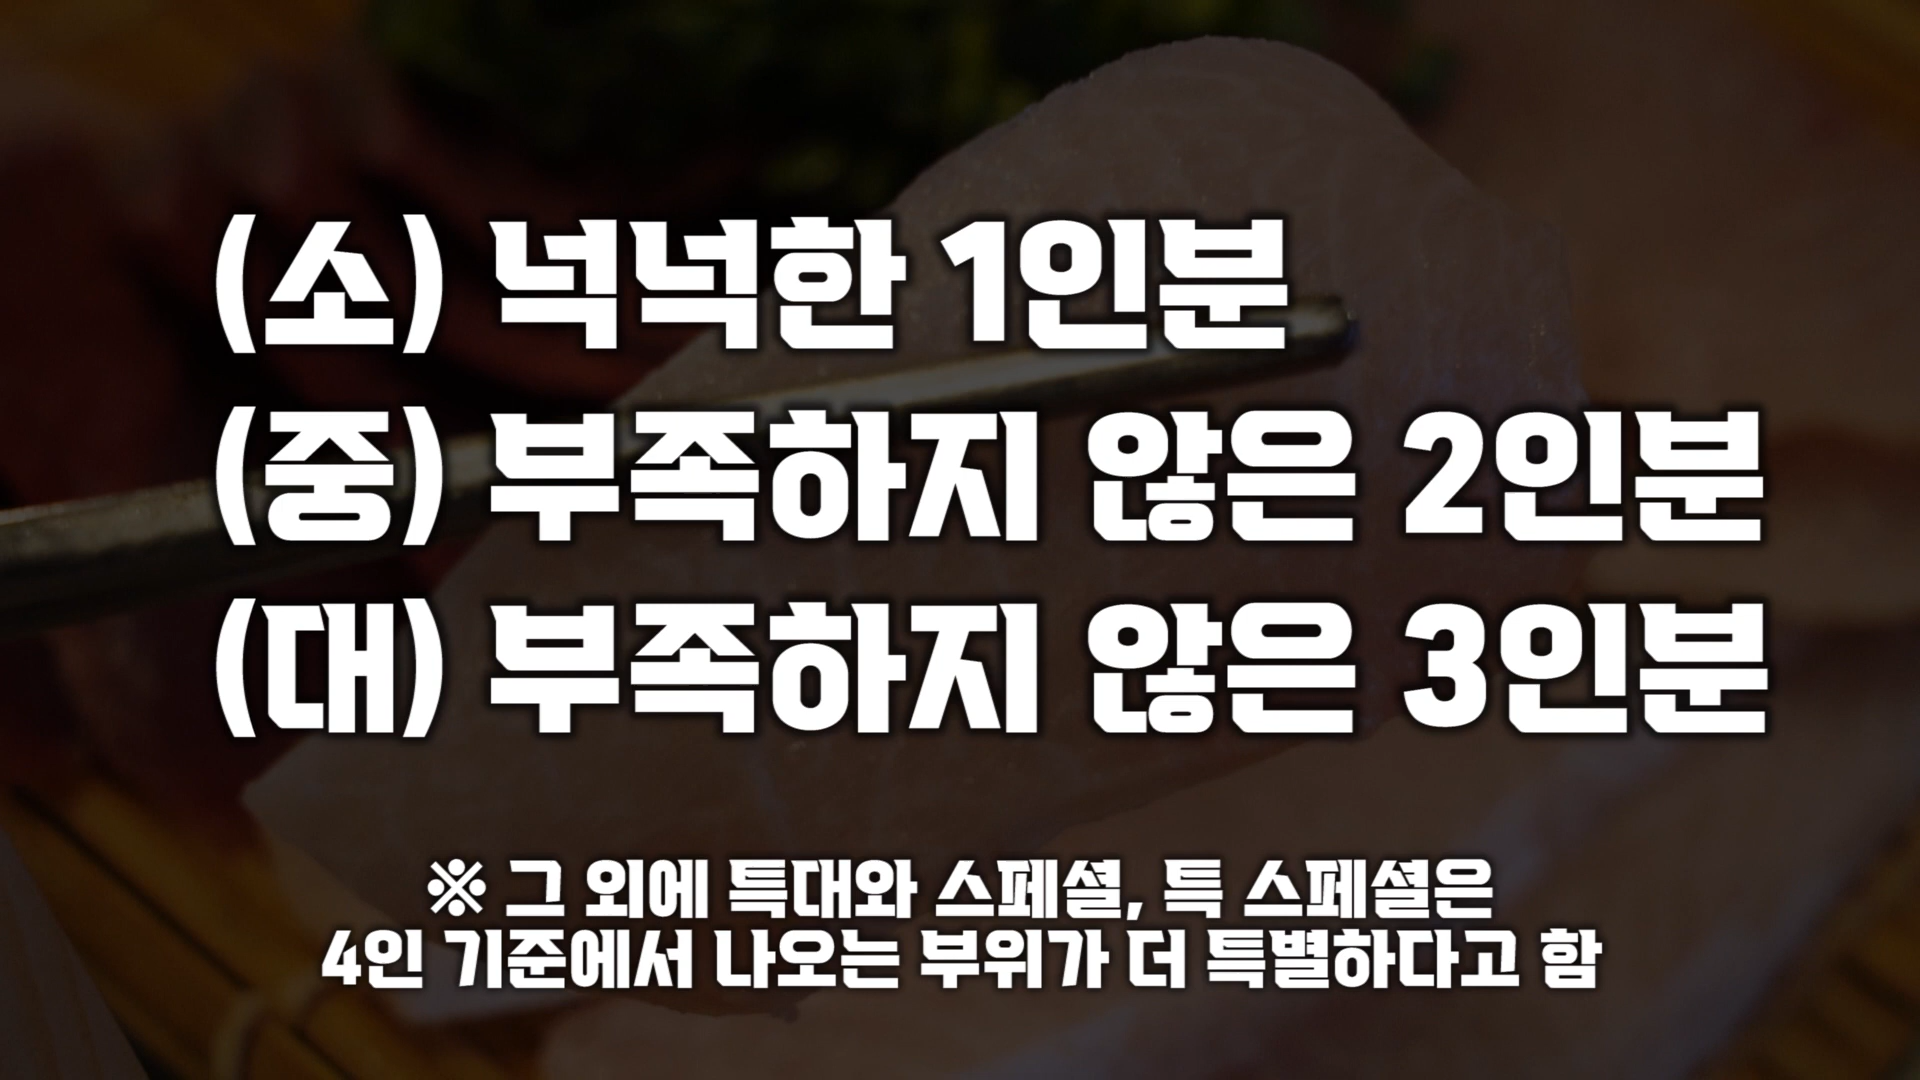 (소) 넉넉한 1인분
(중) 부족하지 않은 2인분
(대) 부족하지 않은 3인분
※ 그 외에 특대와 스페셜, 특 스페셜은
4인 기준에서 나오는 부위가 더 특별하다고 함